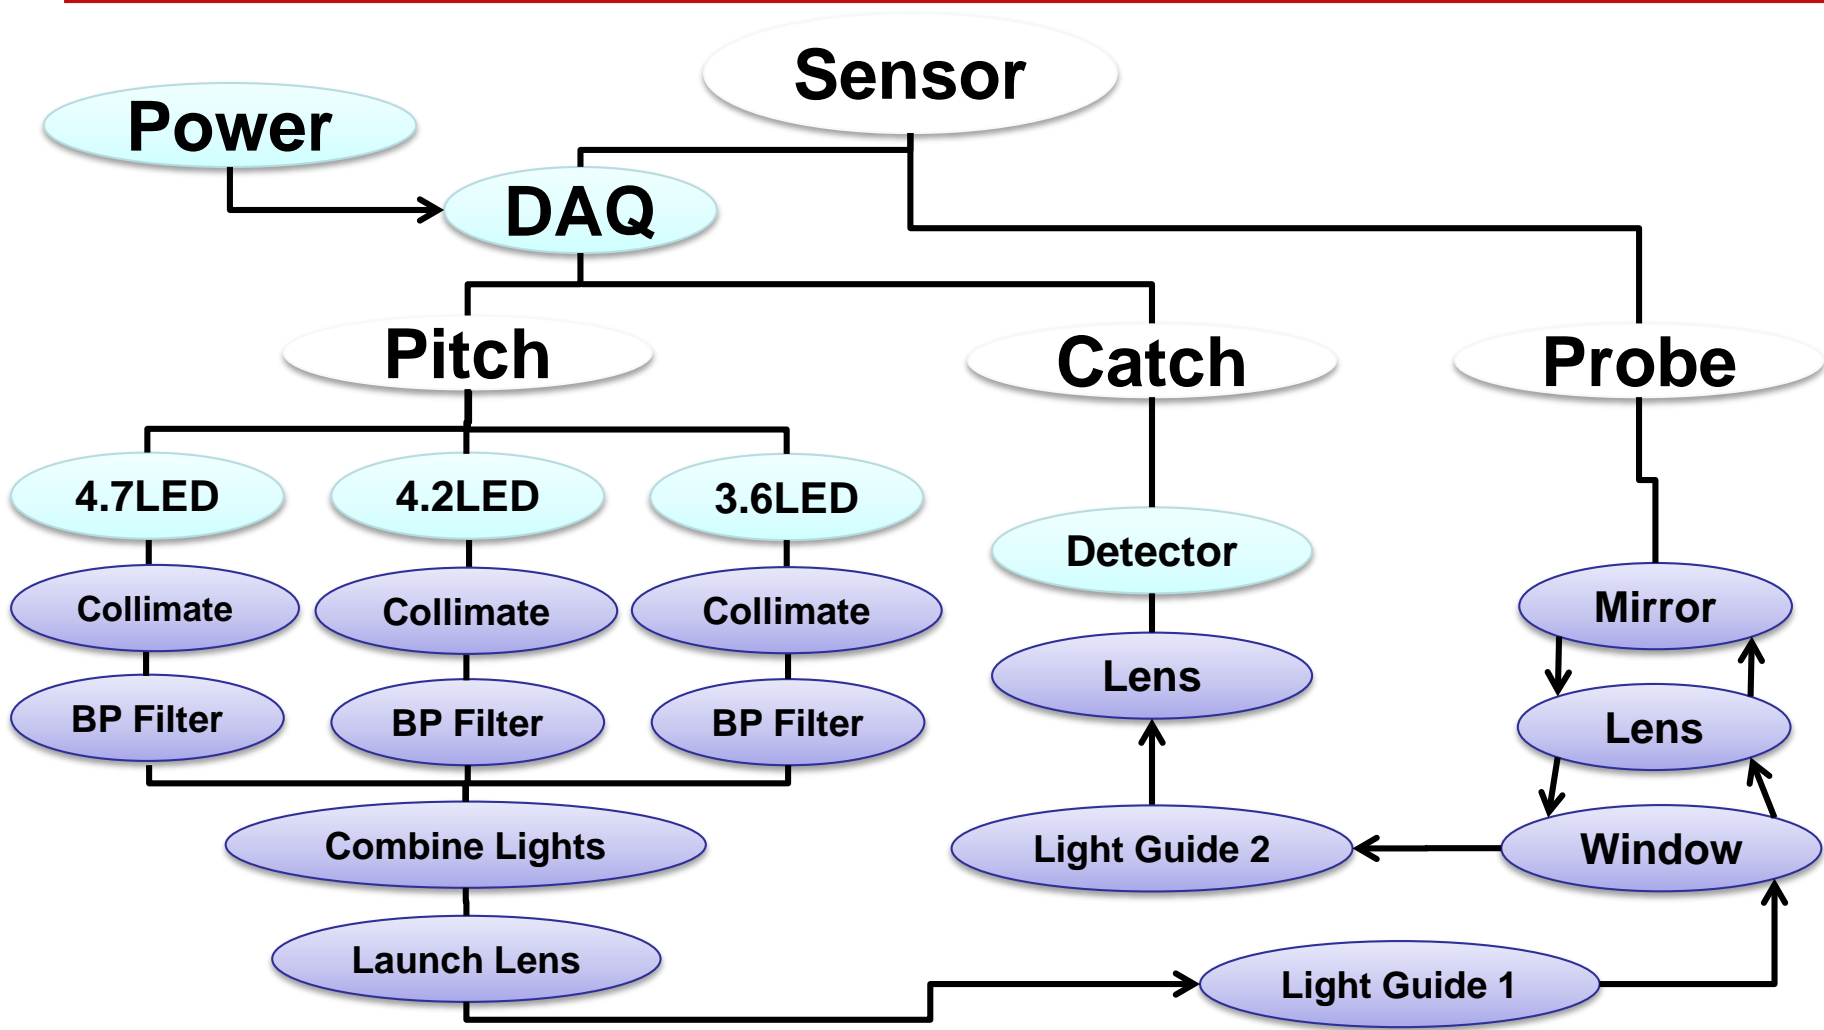 Sensor
Power
DAQ
Pitch
Catch
Probe
4.7LED
4.2LED
3.6LED
Detector
Collimate
Collimate
Collimate
Mirror
Lens
BP Filter
BP Filter
BP Filter
Lens
Combine Lights
Light Guide 2
Window
Launch Lens
Light Guide 1